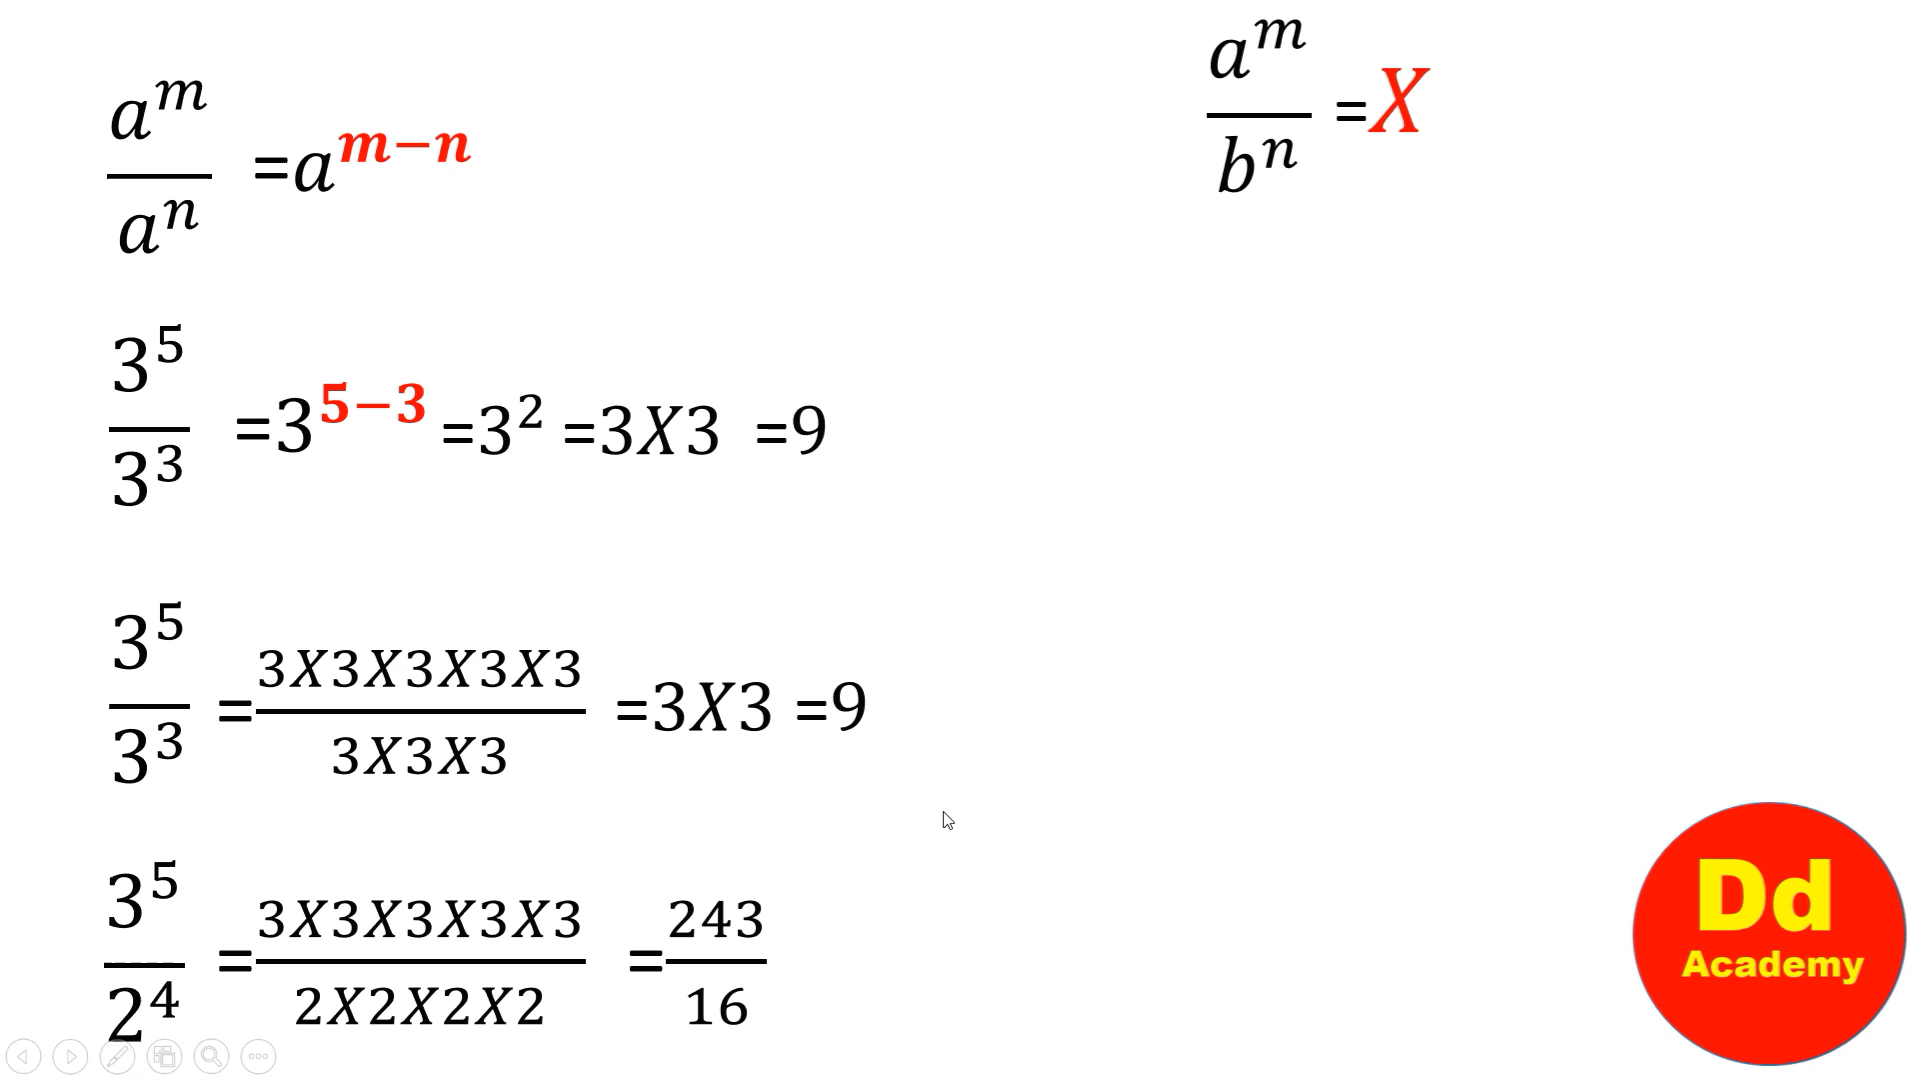 a^m/a^n =a^{m−n}
a^m/b^n =X
3^5/3^3 =3^{5−3} =3^2 =3X3 =9
3^5/3^3 =3X3X3X3X3/3X3X3 =3X3 =9
3^5/2^4 =3X3X3X3X3/2X2X2X2 =243/16
Dd
Academy